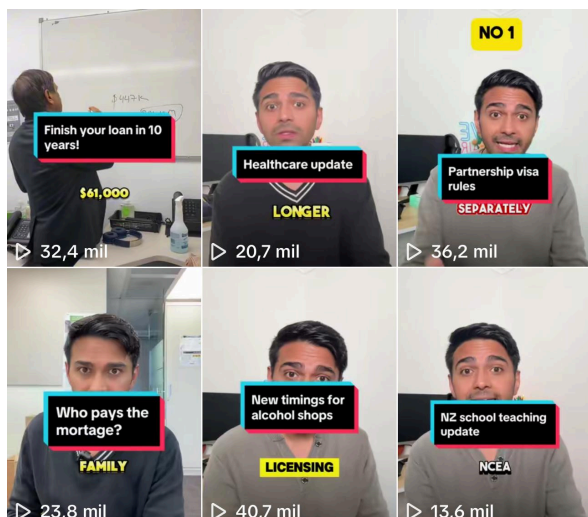 NO 1
Finish your loan in 10
years!
$61,000
32,4 mil
Healthcare update
LONGER
20,7 mil
Partnership visa
rules
SEPARATELY
36,2 mil
Who pays the
mortage?
FAMILY
23,8 mil
New timings for
alcohol shops
LICENSING
40,7 mil
NZ school teaching
update
NCEA
13,6 mil